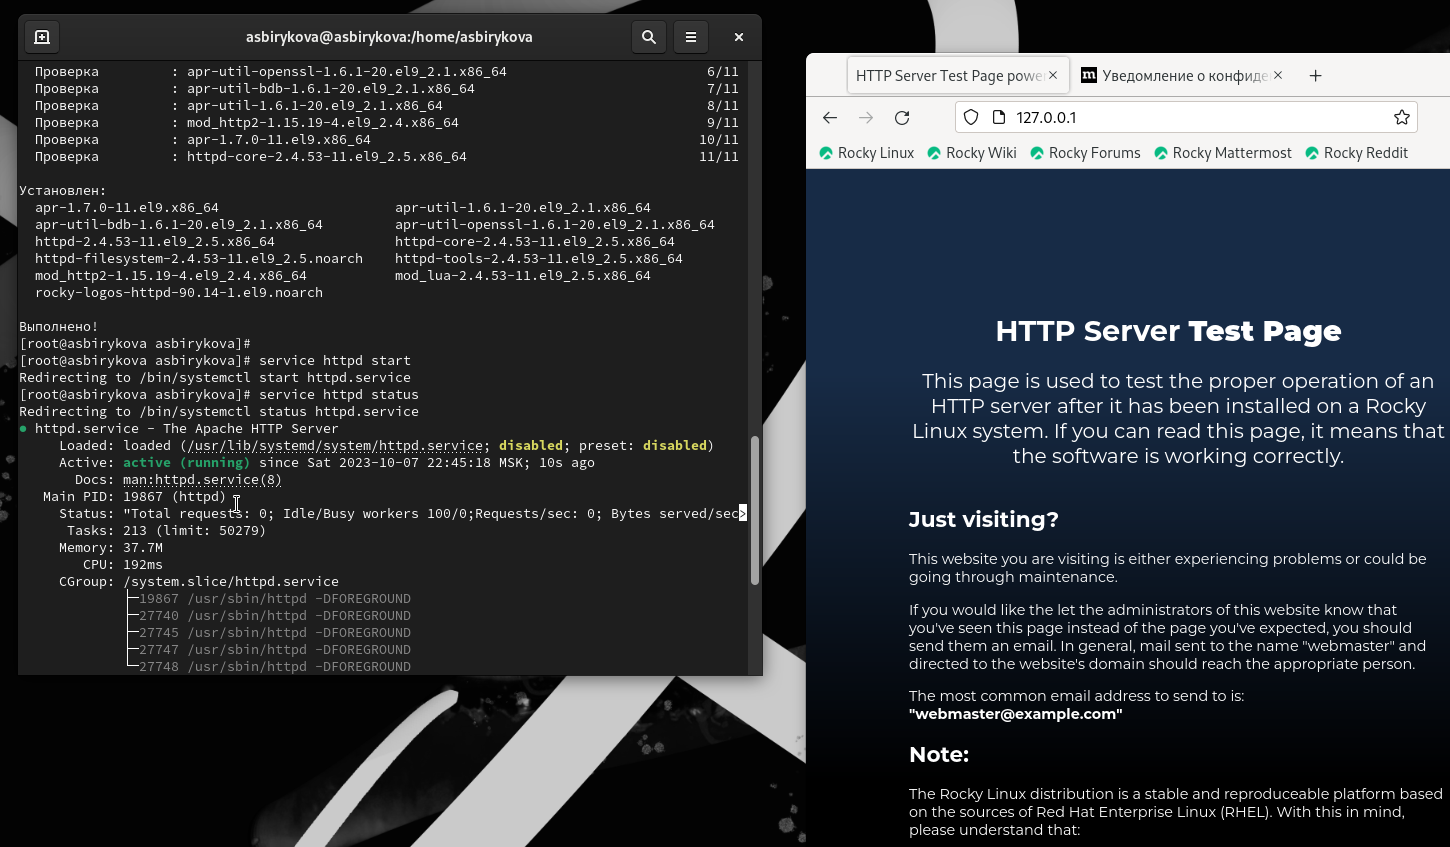 asbirykova@asbirykova:/home/asbirykova
Проверка : apr-util-openssl-1.6.1-20.el9_2.1.x86_64 6/11
Проверка : apr-util-bdb-1.6.1-20.el9_2.1.x86_64 7/11
Проверка : apr-util-1.6.1-20.el9_2.1.x86_64 8/11
Проверка : mod_http2-1.15.19-4.el9_2.4.x86_64 9/11
Проверка : apr-1.7.0-11.el9.x86_64 10/11
Проверка : httpd-core-2.4.53-11.el9_2.5.x86_64 11/11
Установлен:
apr-1.7.0-11.el9.x86_64 apr-util-1.6.1-20.el9_2.1.x86_64
apr-util-bdb-1.6.1-20.el9_2.1.x86_64 apr-util-openssl-1.6.1-20.el9_2.1.x86_64
httpd-2.4.53-11.el9_2.5.x86_64 httpd-core-2.4.53-11.el9_2.5.x86_64
httpd-filesystem-2.4.53-11.el9_2.5.noarch httpd-tools-2.4.53-11.el9_2.5.x86_64
mod_http2-1.15.19-4.el9_2.4.x86_64 mod_lua-2.4.53-11.el9_2.5.x86_64
rocky-logos-httpd-90.14-1.el9.noarch
Выполнено!
[root@asbirykova asbirykova]#
[root@asbirykova asbirykova]# service httpd start
Redirecting to /bin/systemctl start httpd.service
[root@asbirykova asbirykova]# service httpd status
Redirecting to /bin/systemctl status httpd.service
● httpd.service - The Apache HTTP Server
Loaded: loaded (/usr/lib/systemd/system/httpd.service; disabled; preset: disabled)
Active: active (running) since Sat 2023-10-07 22:45:18 MSK; 10s ago
Docs: man:httpd.service(8)
Main PID: 19867 (httpd)
Status: "Total requests: 0; Idle/Busy workers 100/0;Requests/sec: 0; Bytes served/sec>
Tasks: 213 (limit: 50279)
Memory: 37.7M
CPU: 192ms
CGroup: /system.slice/httpd.service
├─19867 /usr/sbin/httpd -DFOREGROUND
├─27740 /usr/sbin/httpd -DFOREGROUND
├─27745 /usr/sbin/httpd -DFOREGROUND
├─27747 /usr/sbin/httpd -DFOREGROUND
└─27748 /usr/sbin/httpd -DFOREGROUND
HTTP Server Test Page powe
m Уведомление о конфиде
127.0.0.1
Rocky Linux Rocky Wiki Rocky Forums Rocky Mattermost Rocky Reddit
HTTP Server Test Page
This page is used to test the proper operation of an
HTTP server after it has been installed on a Rocky
Linux system. If you can read this page, it means that
the software is working correctly.
Just visiting?
This website you are visiting is either experiencing problems or could be
going through maintenance.
If you would like the let the administrators of this website know that
you've seen this page instead of the page you've expected, you should
send them an email. In general, mail sent to the name "webmaster" and
directed to the website's domain should reach the appropriate person.
The most common email address to send to is:
"webmaster@example.com"
Note:
The Rocky Linux distribution is a stable and reproduceable platform based
on the sources of Red Hat Enterprise Linux (RHEL). With this in mind,
please understand that: